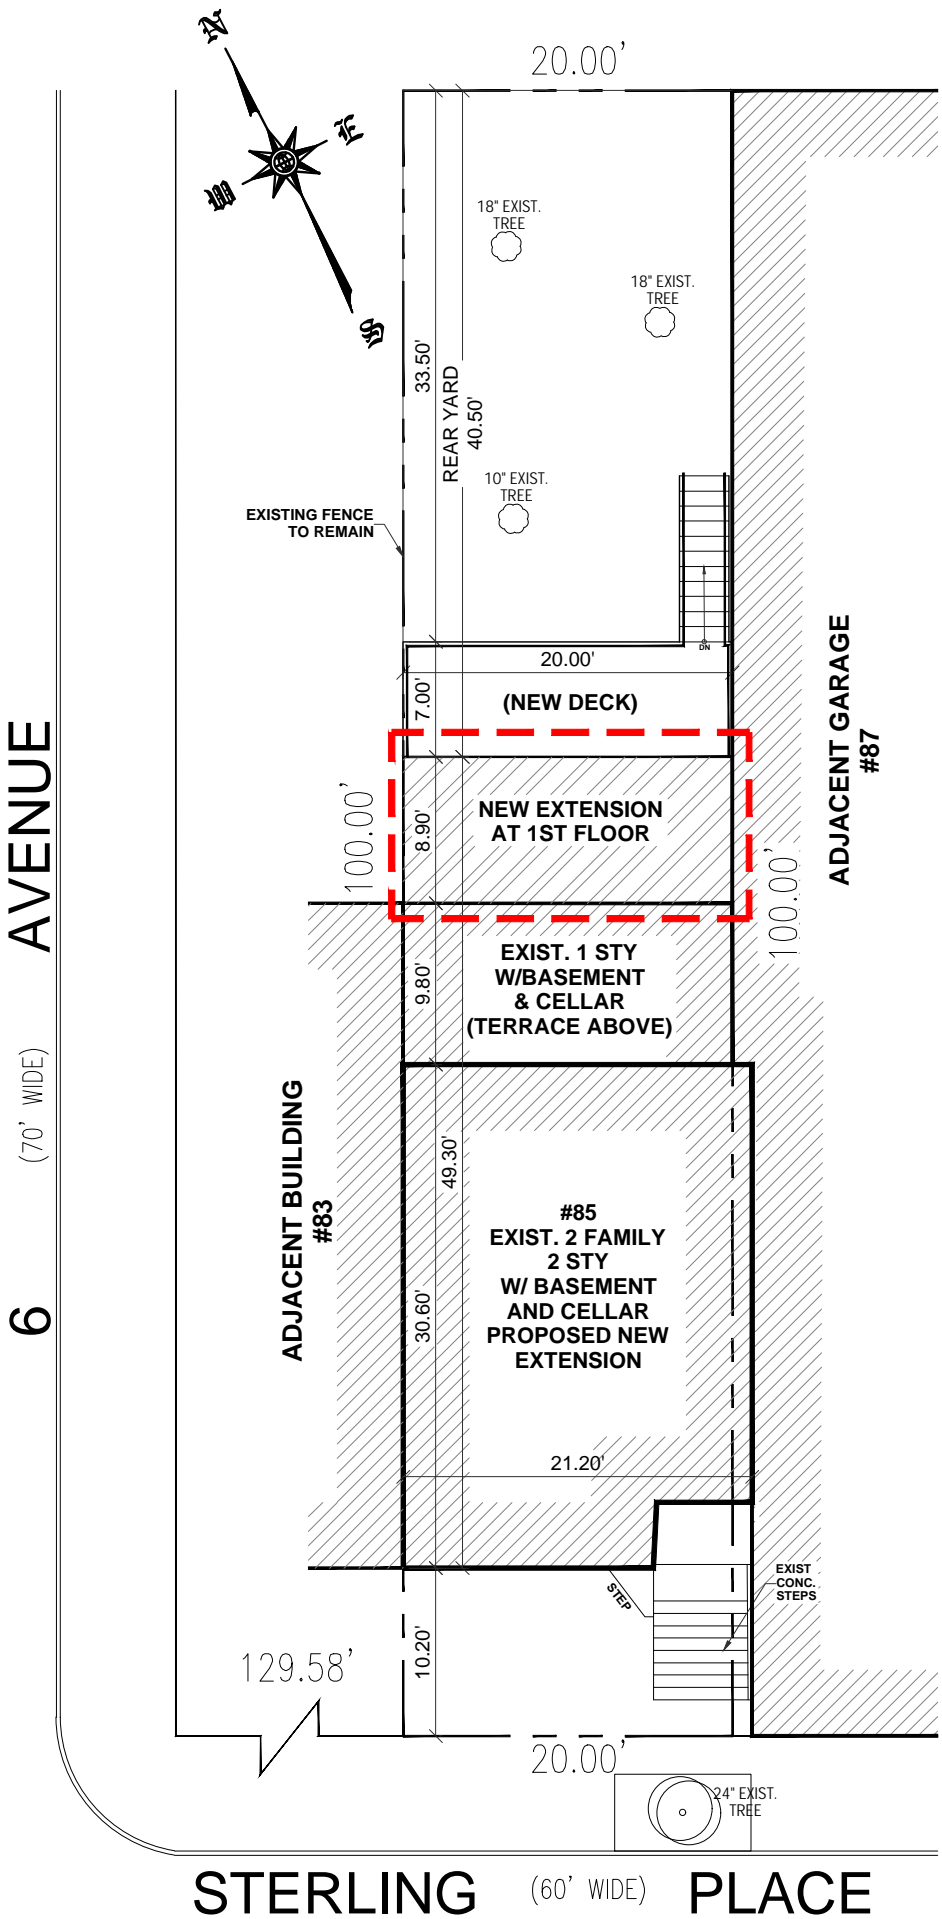 N
E
W
S
20.00'
18" EXIST.
TREE
18" EXIST.
TREE
33.50'
REAR YARD
40.50'
10" EXIST.
TREE
EXISTING FENCE
TO REMAIN
DN
20.00'
7.00'
(NEW DECK)
ADJACENT GARAGE
#87
100.00'
8.90'
NEW EXTENSION
AT 1ST FLOOR
100.00'
9.80'
EXIST. 1 STY
W/BASEMENT
& CELLAR
(TERRACE ABOVE)
6 (70' WIDE) AVENUE
ADJACENT BUILDING
#83
49.30'
30.60'
#85
EXIST. 2 FAMILY
2 STY
W/ BASEMENT
AND CELLAR
PROPOSED NEW
EXTENSION
21.20'
STEP
EXIST
CONC.
STEPS
10.20'
129.58'
20.00'
24" EXIST.
TREE
STERLING (60' WIDE) PLACE